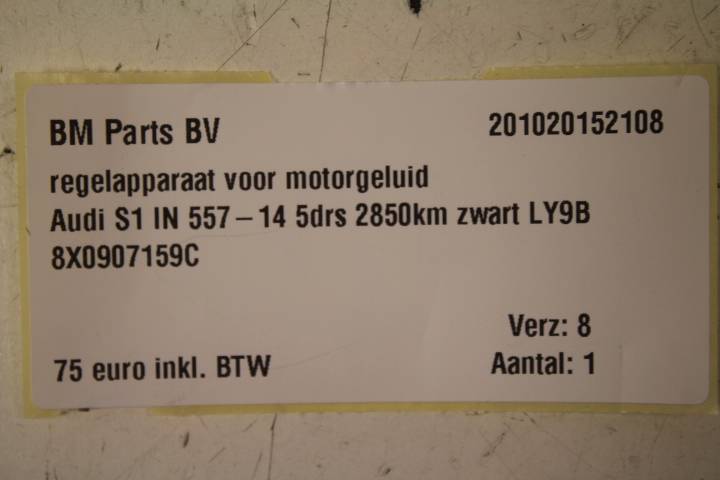 BM Parts BV 201020152108
regelapparaat voor motorgeluid
Audi S1 IN 557-14 5drs 2850km zwart LY9B
8X0907159C
Verz: 8
75 euro inkl. BTW Aantal: 1